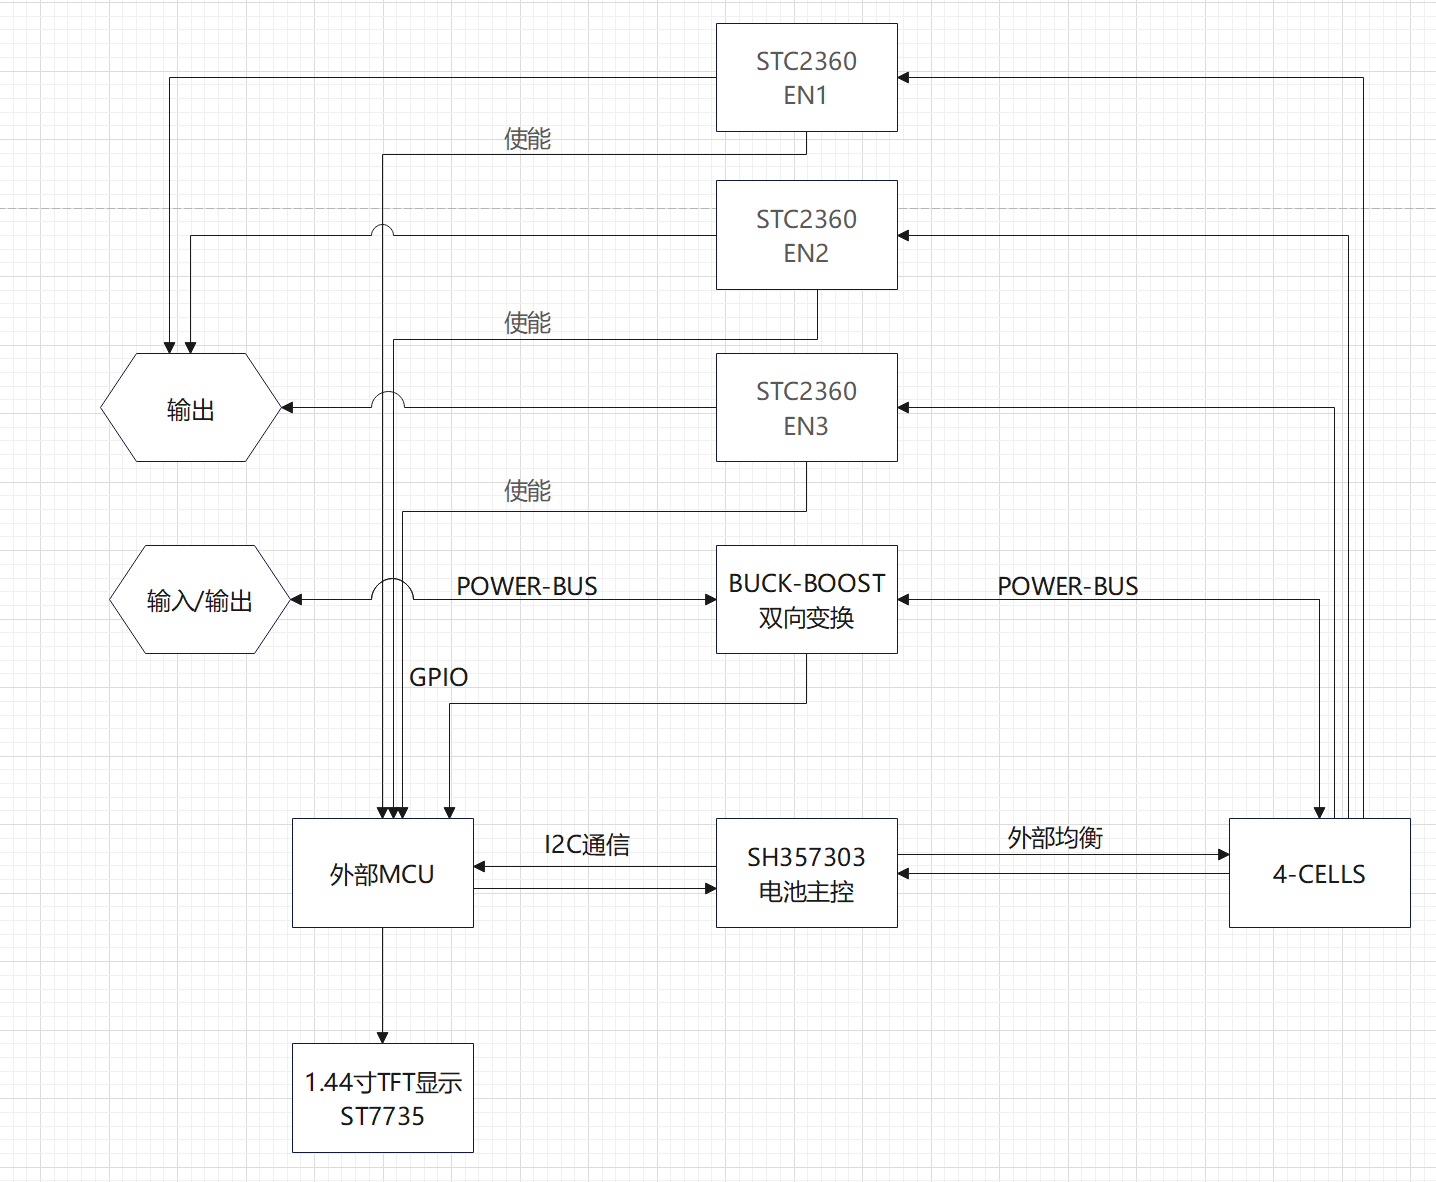 STC2360
EN1
使能
STC2360
EN2
使能
STC2360
EN3
输出
使能
输入/输出
POWER-BUS
BUCK-BOOST
双向变换
POWER-BUS
GPIO
外部MCU
I2C通信
SH357303
电池主控
外部均衡
4-CELLS
1.44寸TFT显示
ST7735